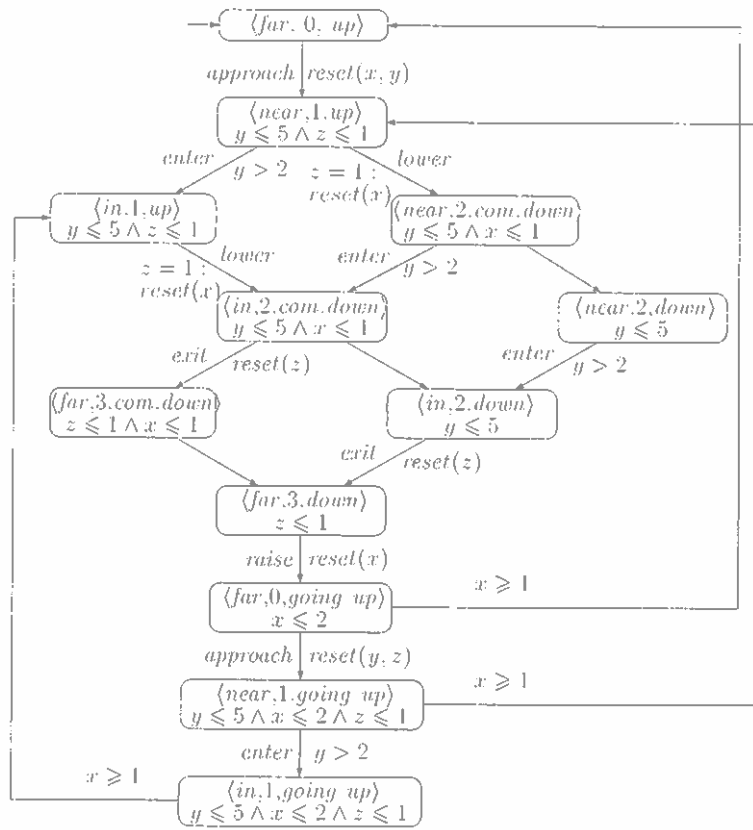 ⟨far, 0, up⟩
approach reset(x, y)
⟨near,1.up⟩
y ⩽ 5 ∧ z ⩽ 1
enter y > 2 z = 1 : lower
reset(x)
⟨in,1,up⟩
y ⩽ 5 ∧ z ⩽ 1
⟨near,2.com.down
y ⩽ 5 ∧ x ⩽ 1
z = 1 : lower
reset(x)
enter y > 2
⟨in,2.com.down⟩
y ⩽ 5 ∧ x ⩽ 1
⟨near.2,down⟩
y ⩽ 5
exit reset(z)
enter y > 2
⟨far,3.com.down⟩
z ⩽ 1 ∧ x ⩽ 1
⟨in,2.down⟩
y ⩽ 5
exit reset(z)
⟨far,3.down⟩
z ⩽ 1
raise reset(x)
⟨far,0,going up⟩
x ⩽ 2
x ⩾ 1
approach reset(y, z)
⟨near,1.going up⟩
y ⩽ 5 ∧ x ⩽ 2 ∧ z ⩽ 1
x ⩾ 1
enter y > 2
x ⩾ 1
⟨in,1,going up⟩
y ⩽ 5 ∧ x ⩽ 2 ∧ z ⩽ 1